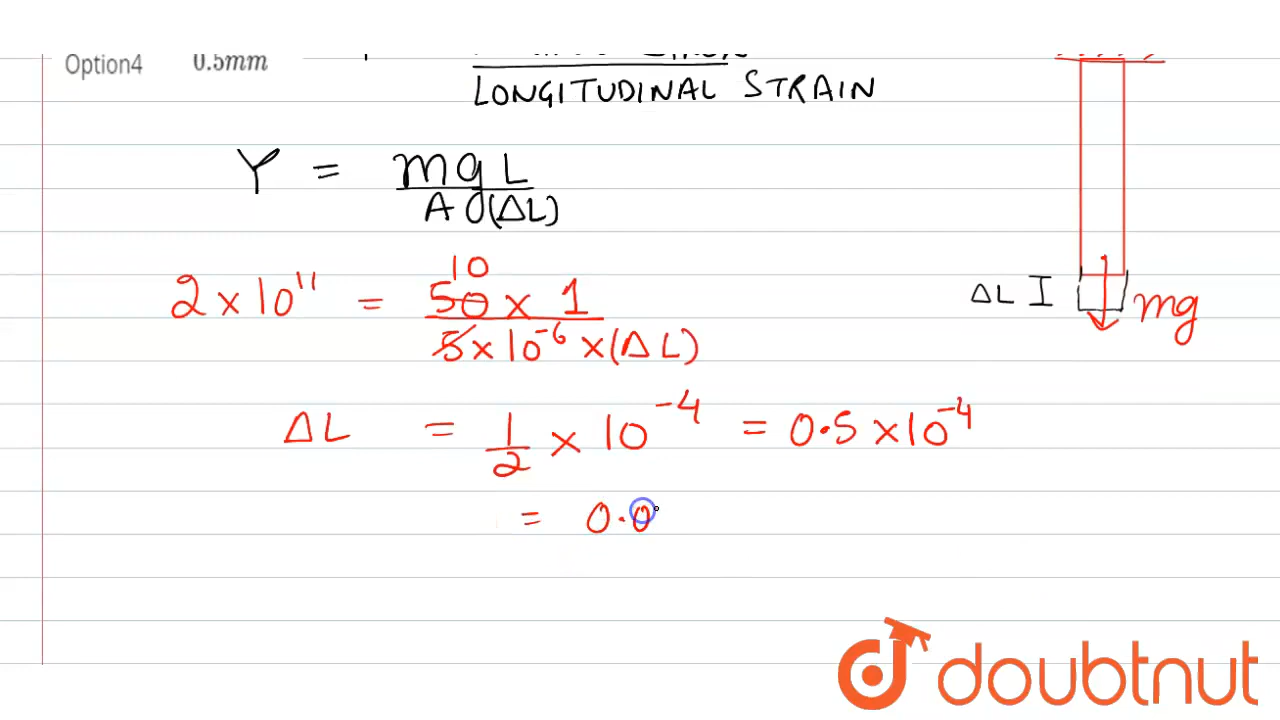 Option4 0.5mm
LONGITUDINAL STRAIN
Y = mgL
A(ΔL)
10
2 x 10¹¹ = 50 x 1
5 x 10⁻⁶ x (ΔL)
ΔL I mg
ΔL = 1/2 x 10⁻⁴ = 0.5 x 10⁻⁴
= 0.0
doubtnut